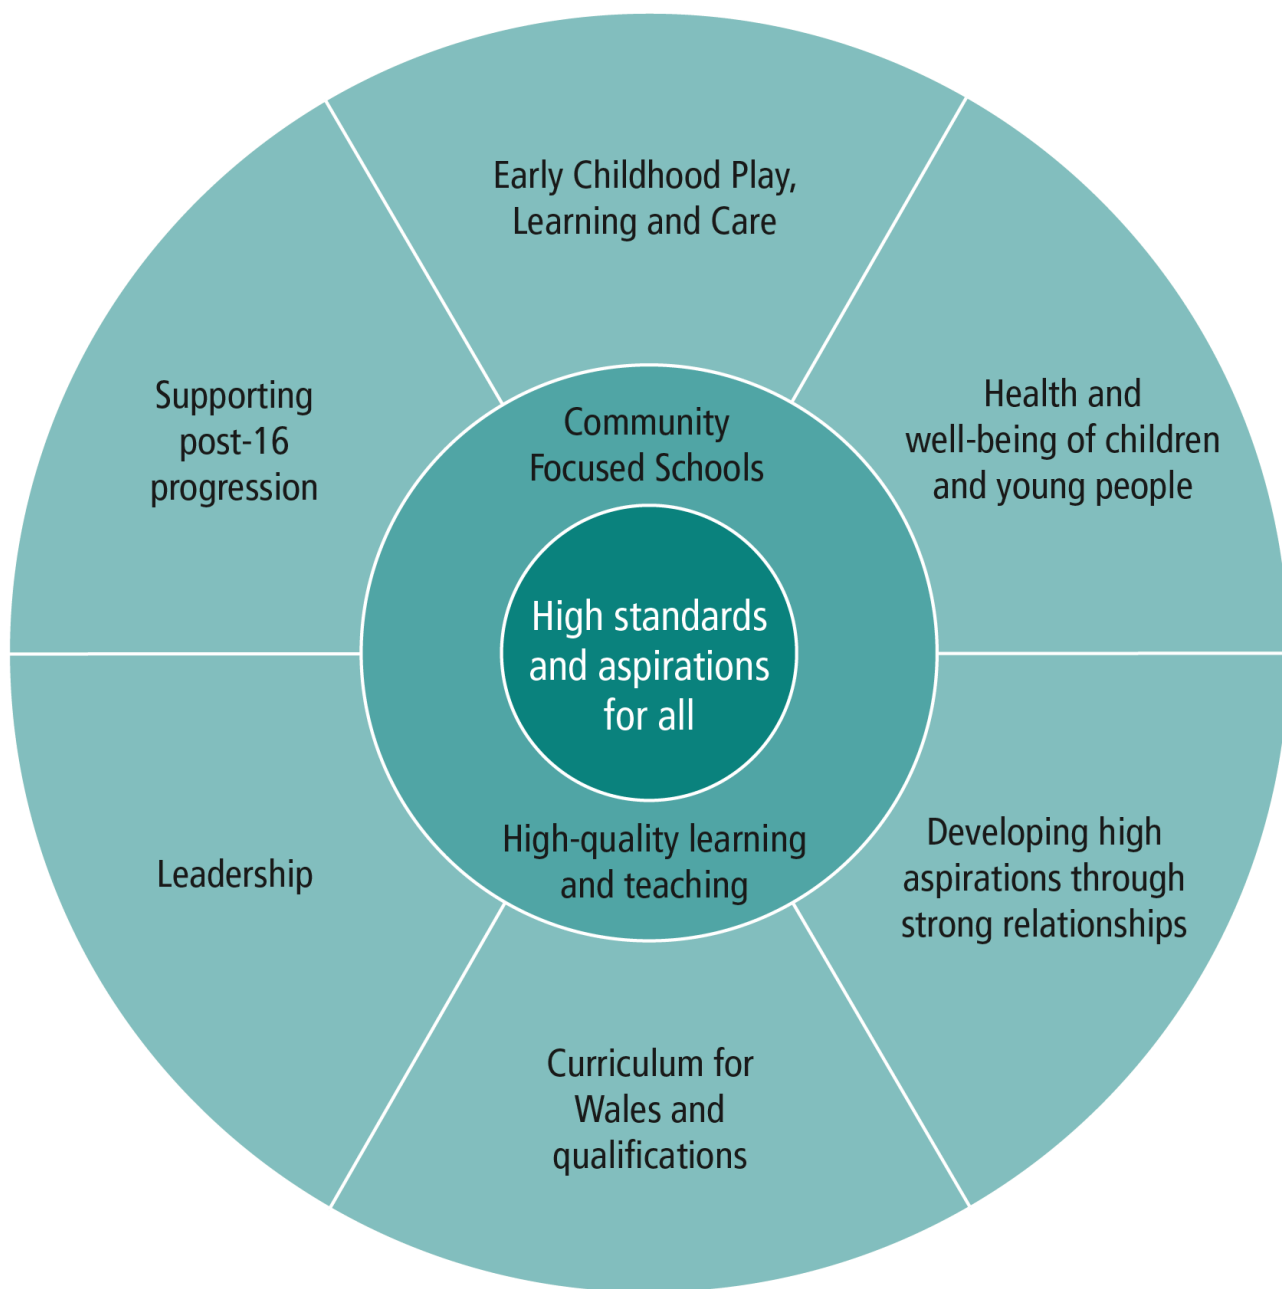 Early Childhood Play,
Learning and Care
Health and
well-being of children
and young people
Developing high
aspirations through
strong relationships
Curriculum for
Wales and
qualifications
Leadership
Supporting
post-16
progression
Community
Focused Schools
High-quality learning
and teaching
High standards
and aspirations
for all